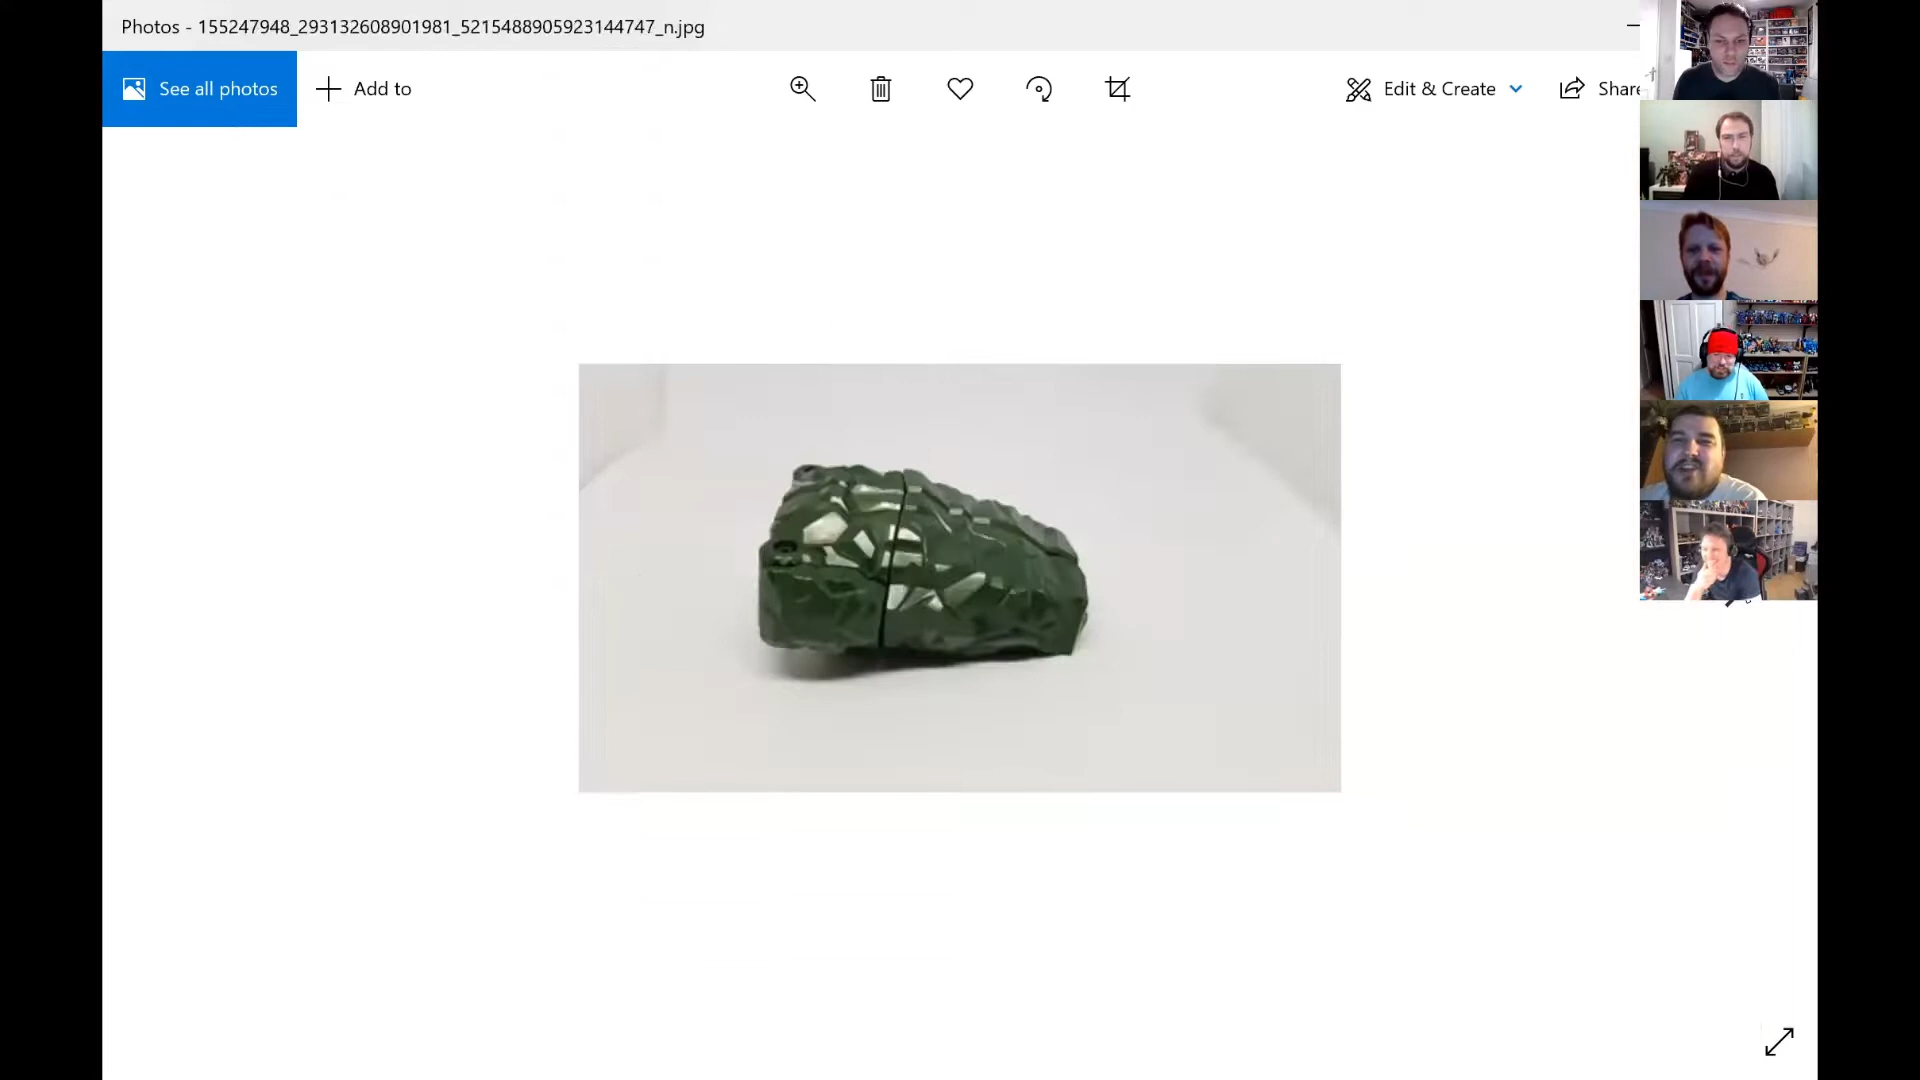 Photos - 155247948_293132608901981_5215488905923144747_n.jpg
See all photos
Add to
Edit & Create
Share